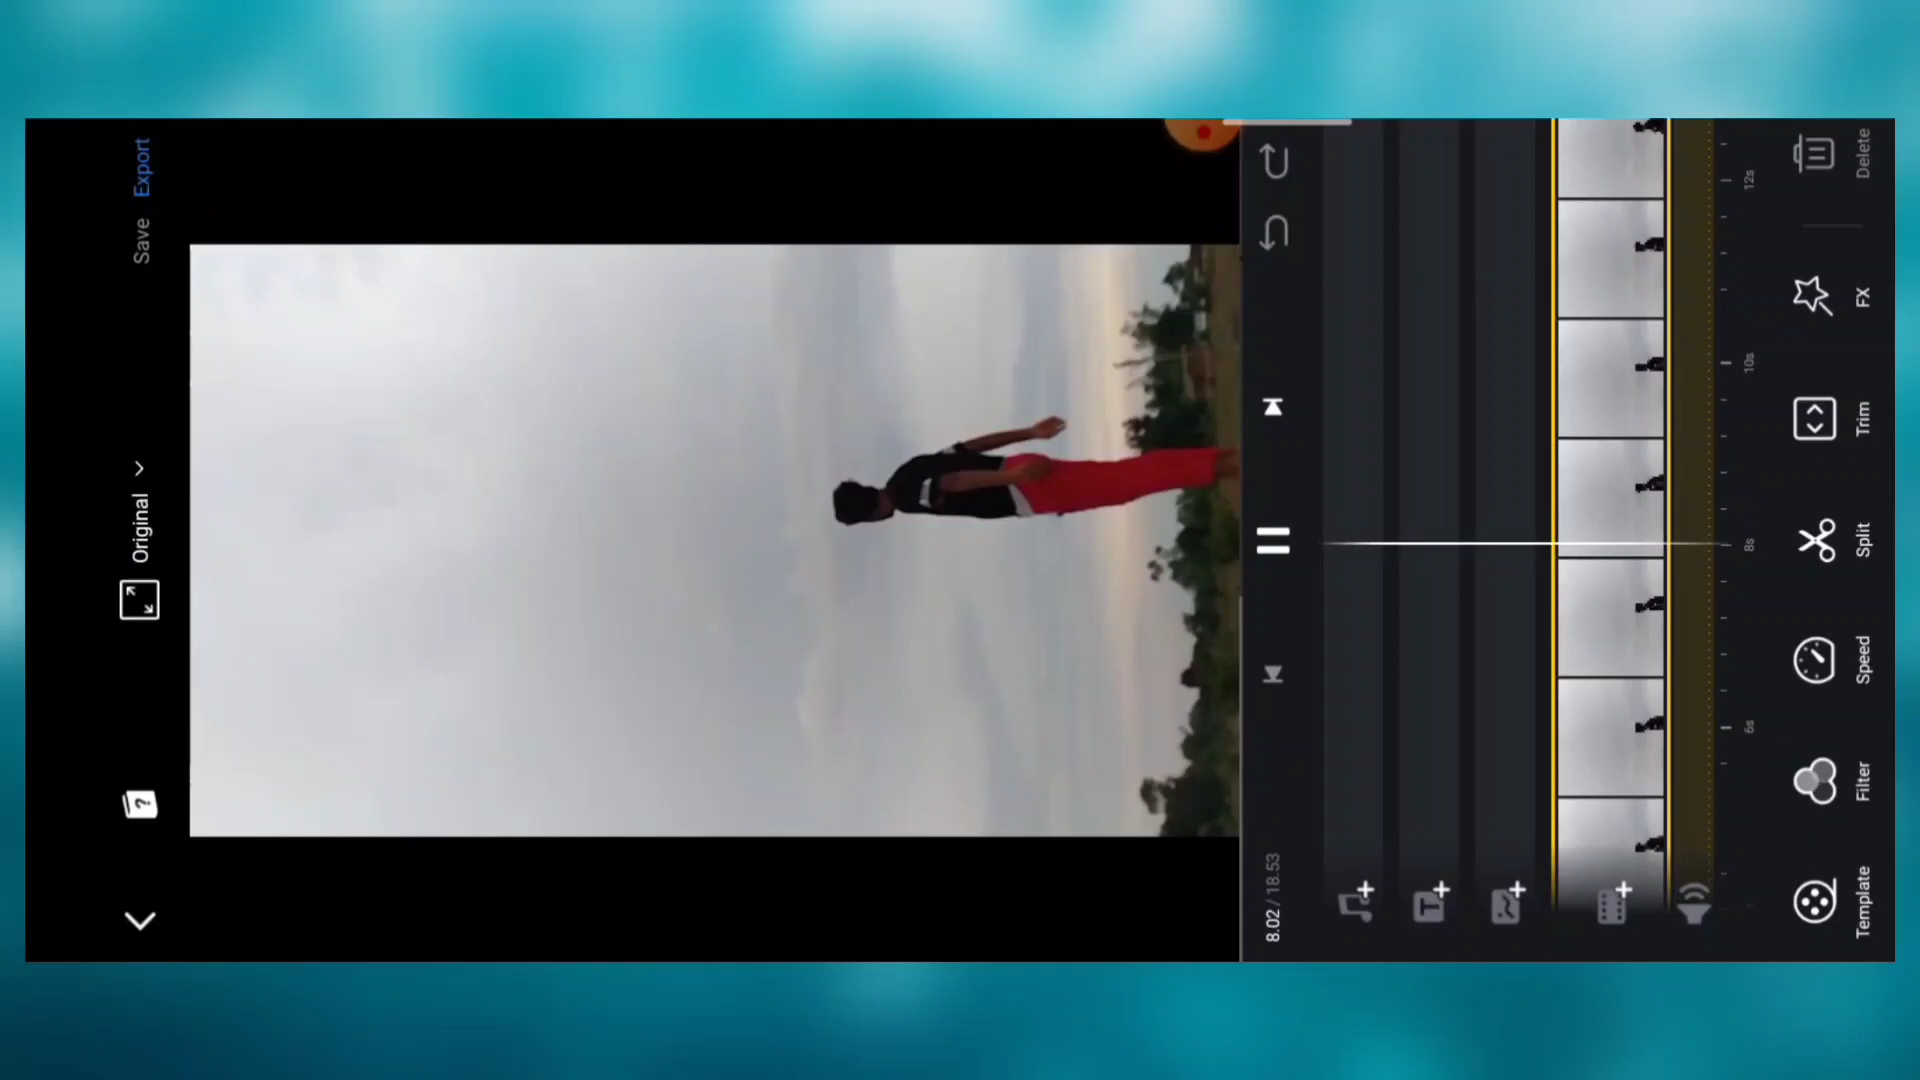 Save Export
Original
8.02 / 18.53
T
6s 8s 10s 12s
Template Filter Speed Split Trim FX Delete